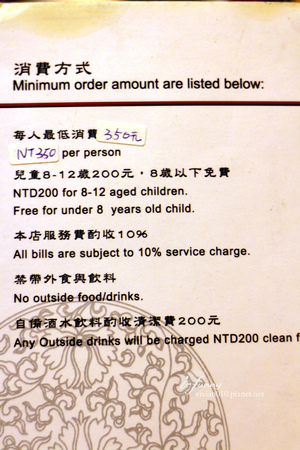 消費方式
Minimum order amount are listed below:
每人最低消費 350元
NT350 per person
兒童8-12歲200元，8歲以下免費
NTD200 for 8-12 aged children.
Free for under 8 years old child.
本店服務費酌收10%
All bills are subject to 10% service charge.
禁帶外食與飲料
No outside food/drinks.
自備酒水飲料酌收清潔費200元
Any Outside drinks will be charged NTD200 clean f